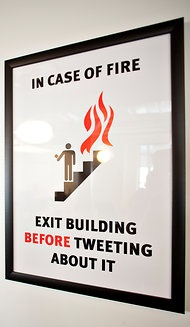 IN CASE OF FIRE
EXIT BUILDING
BEFORE TWEETING
ABOUT IT